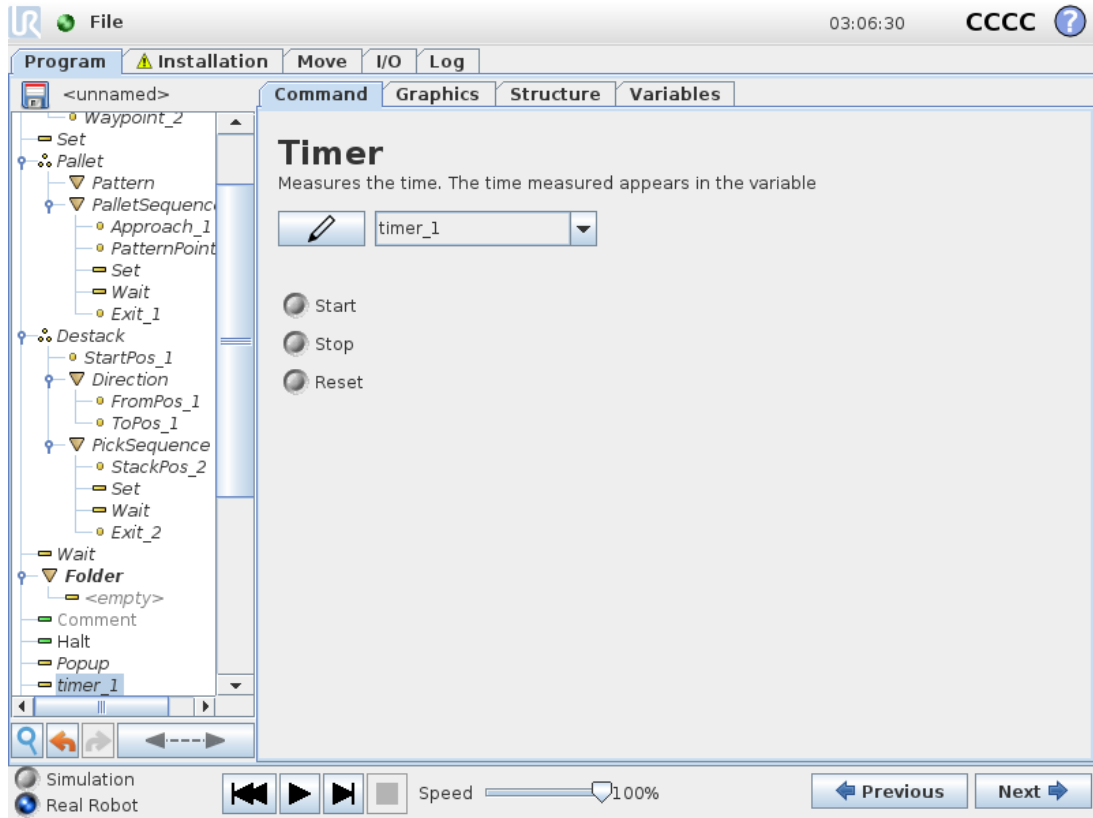 UR File 03:06:30 CCCC ?
Program Installation Move I/O Log
<unnamed>
Command Graphics Structure Variables
Waypoint_2
Set
Pallet
Pattern
PalletSequenc
Approach_1
PatternPoint
Set
Wait
Exit_1
Destack
StartPos_1
Direction
FromPos_1
ToPos_1
PickSequence
StackPos_2
Set
Wait
Exit_2
Wait
Folder
<empty>
Comment
Halt
Popup
timer_1
Timer
Measures the time. The time measured appears in the variable
timer_1
Start
Stop
Reset
Simulation
Real Robot
Speed 100%
Previous Next